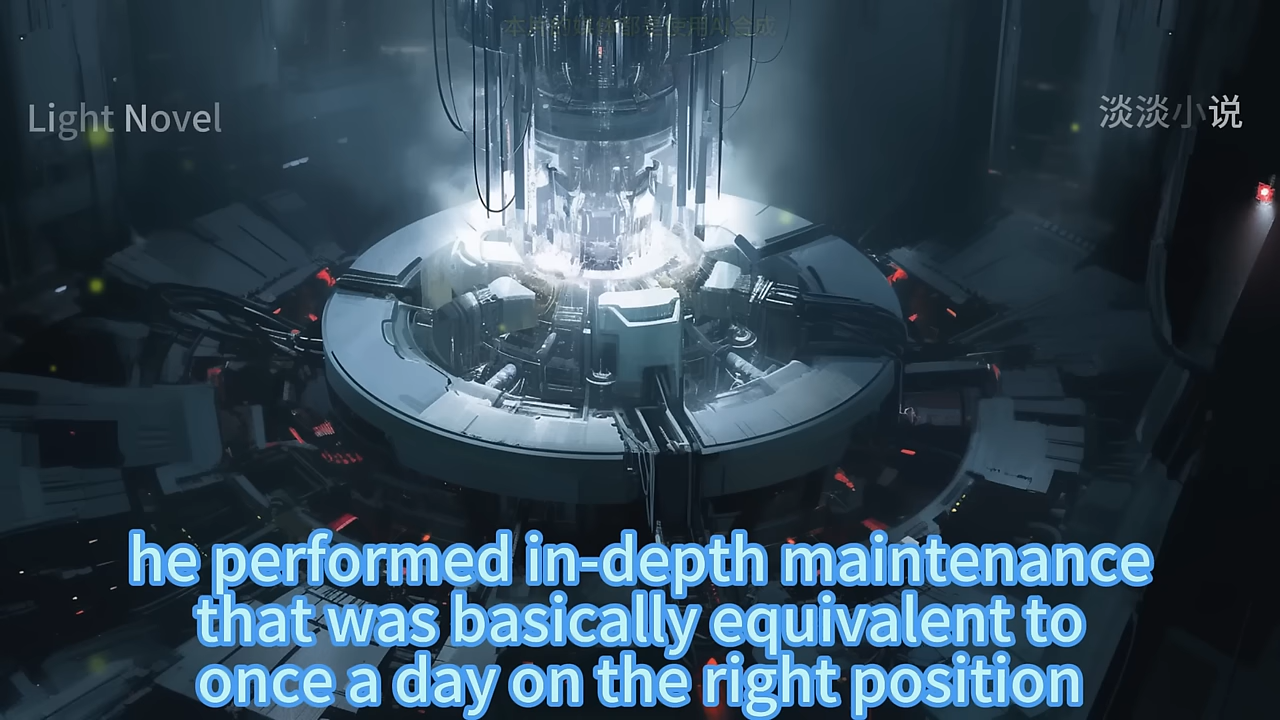 Light Novel
淡淡小说
he performed in-depth maintenance
that was basically equivalent to
once a day on the right position